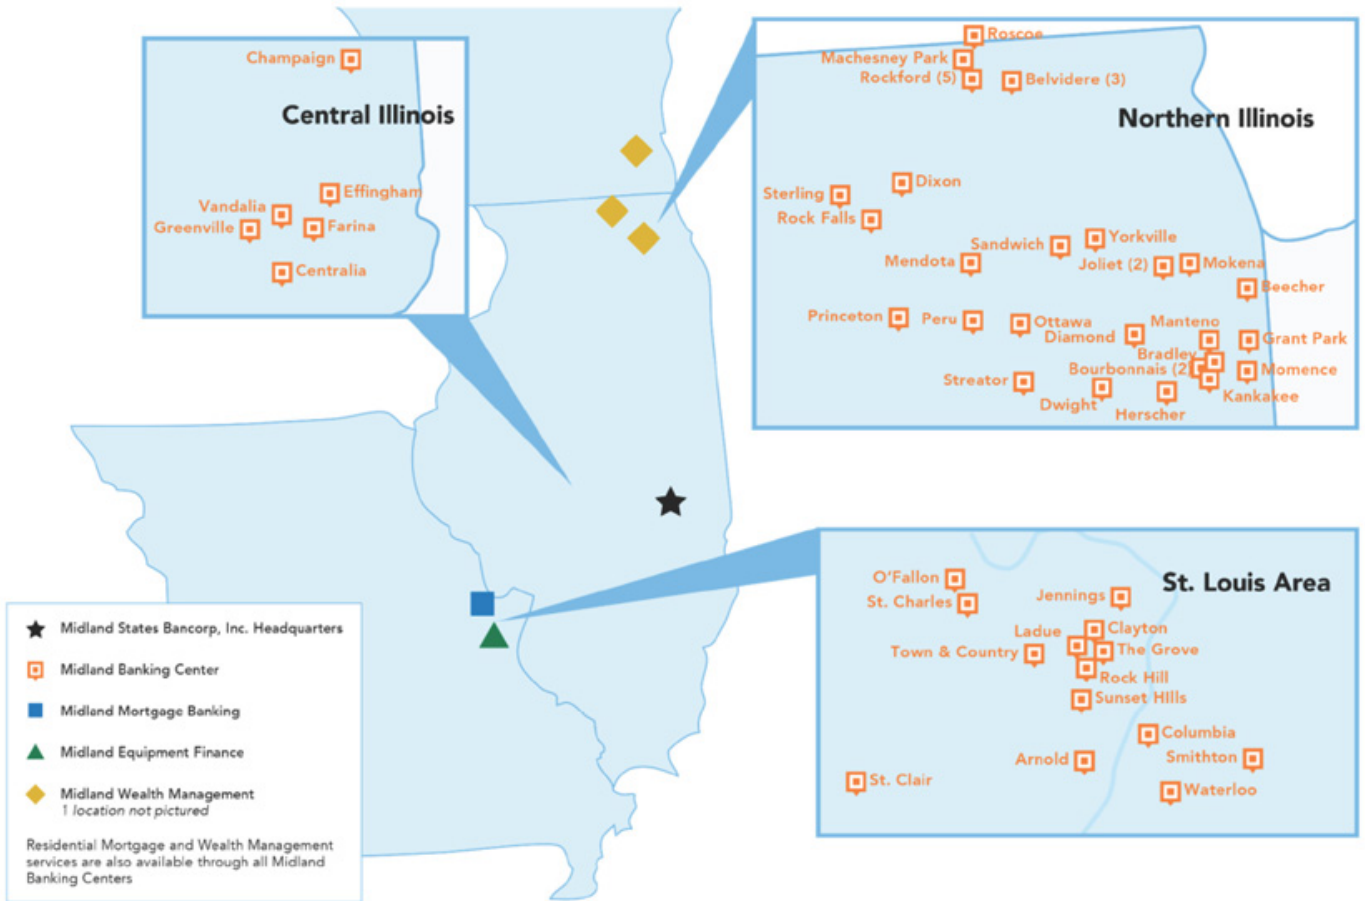 Central Illinois
Champaign
Effingham
Vandalia
Greenville
Farina
Centralia
Northern Illinois
Roscoe
Machesney Park
Rockford (5)
Belvidere (3)
Dixon
Sterling
Rock Falls
Yorkville
Sandwich
Mendota
Joliet (2)
Mokena
Beecher
Princeton
Peru
Ottawa
Manteno
Diamond
Grant Park
Bradley
Bourbonnais (2)
Momence
Streator
Kankakee
Dwight
Herscher
St. Louis Area
O'Fallon
St. Charles
Jennings
Clayton
Ladue
The Grove
Town & Country
Rock Hill
Sunset HIlls
Columbia
Smithton
Arnold
St. Clair
Waterloo
Midland States Bancorp, Inc. Headquarters
Midland Banking Center
Midland Mortgage Banking
Midland Equipment Finance
Midland Wealth Management
1 location not pictured
Residential Mortgage and Wealth Management
services are also available through all Midland
Banking Centers